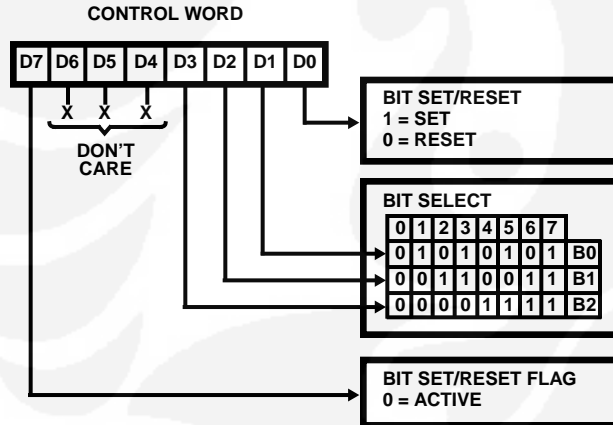 CONTROL WORD
D7 D6 D5 D4 D3 D2 D1 D0
X X X
DON'T
CARE
BIT SET/RESET
1 = SET
0 = RESET
BIT SELECT
0 1 2 3 4 5 6 7
0 1 0 1 0 1 0 1 B0
0 0 1 1 0 0 1 1 B1
0 0 0 0 1 1 1 1 B2
BIT SET/RESET FLAG
0 = ACTIVE